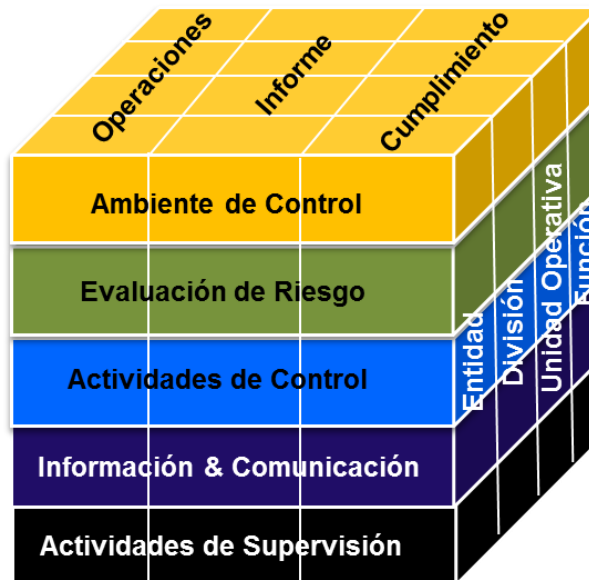 Operaciones
Informe
Cumplimiento
Ambiente de Control
Evaluación de Riesgo
Actividades de Control
Información & Comunicación
Actividades de Supervisión
Entidad
División
Unidad Operativa
Función